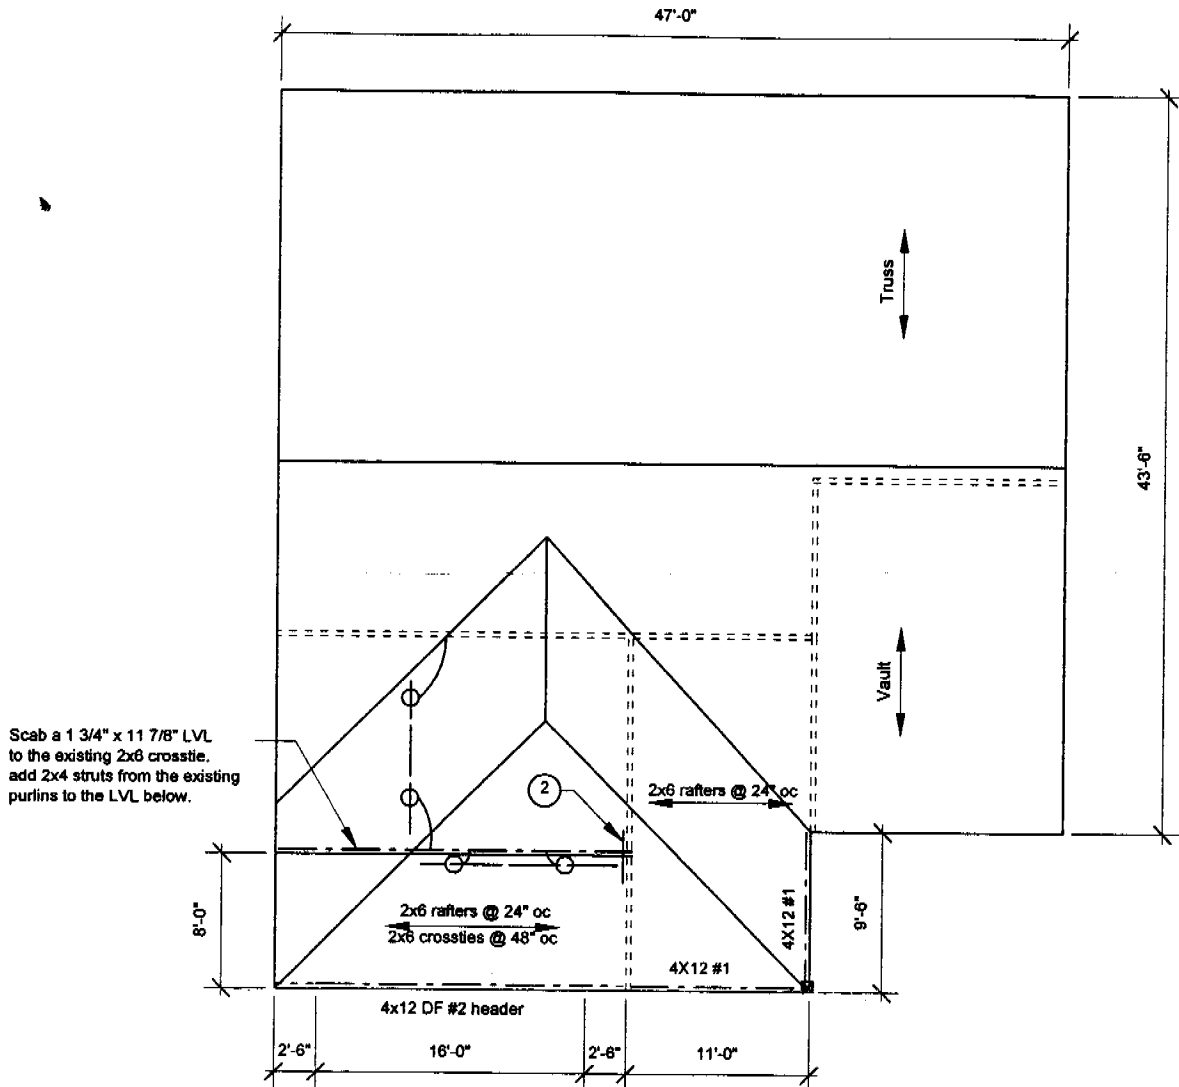 47'-0"
Truss
43'-6"
Vault
Scab a 1 3/4" x 11 7/8" LVL
to the existing 2x6 crosstie.
add 2x4 struts from the existing
purlins to the LVL below.
2
2x6 rafters @ 24" oc
8'-0"
2x6 rafters @ 24" oc
2x6 crossties @ 48" oc
4X12 #1
9'-6"
4X12 #1
4x12 DF #2 header
2'-6"
16'-0"
2'-6"
11'-0"